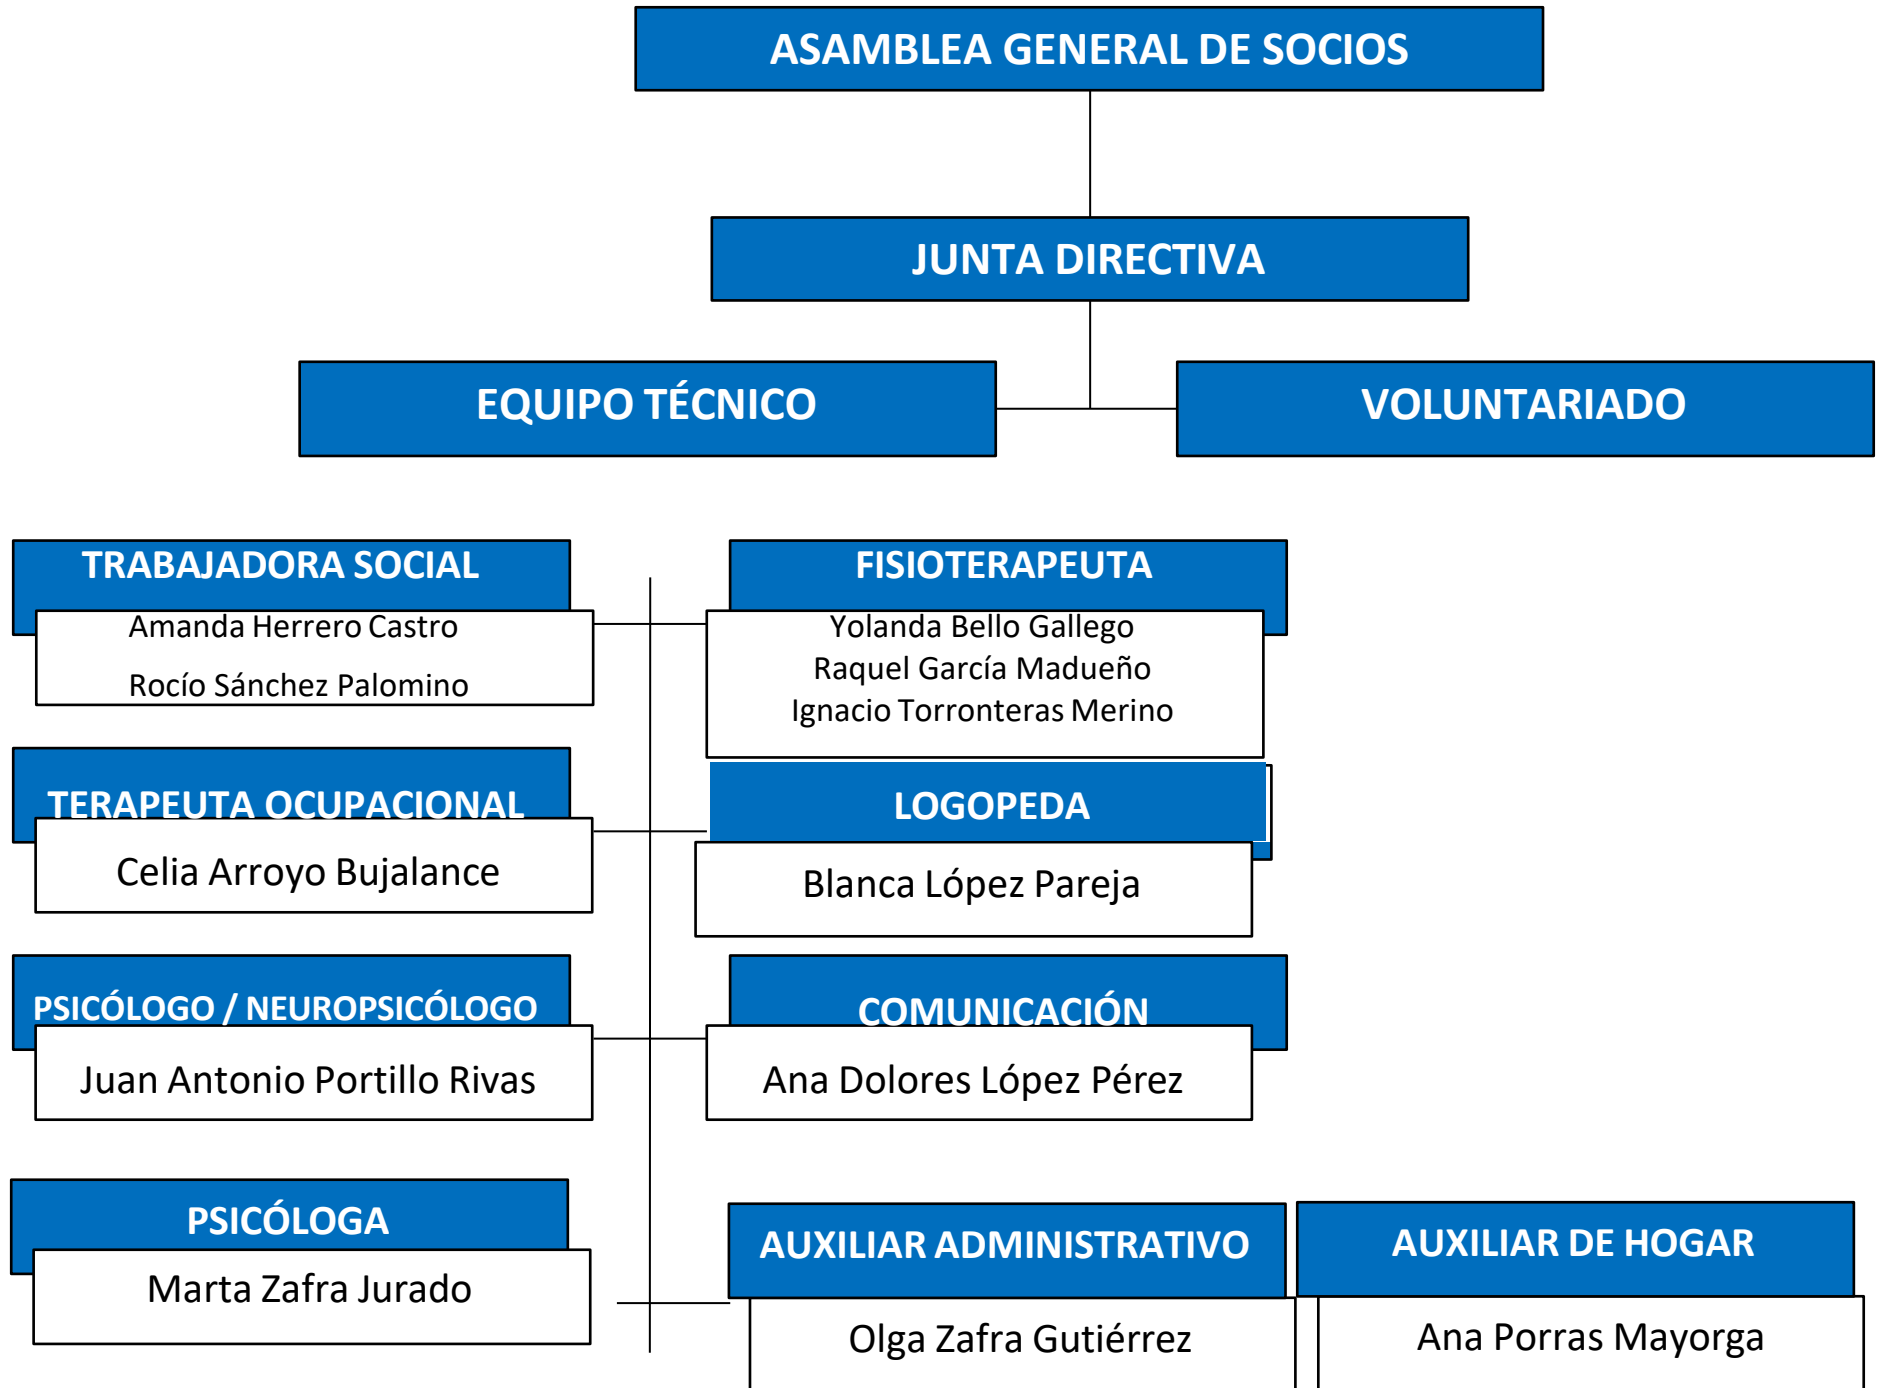 ASAMBLEA GENERAL DE SOCIOS
JUNTA DIRECTIVA
EQUIPO TÉCNICO
VOLUNTARIADO
TRABAJADORA SOCIAL
Amanda Herrero Castro
Rocío Sánchez Palomino
FISIOTERAPEUTA
Yolanda Bello Gallego
Raquel García Madueño
Ignacio Torronteras Merino
TERAPEUTA OCUPACIONAL
Celia Arroyo Bujalance
LOGOPEDA
Blanca López Pareja
PSICÓLOGO / NEUROPSICÓLOGO
Juan Antonio Portillo Rivas
COMUNICACIÓN
Ana Dolores López Pérez
PSICÓLOGA
Marta Zafra Jurado
AUXILIAR ADMINISTRATIVO
Olga Zafra Gutiérrez
AUXILIAR DE HOGAR
Ana Porras Mayorga